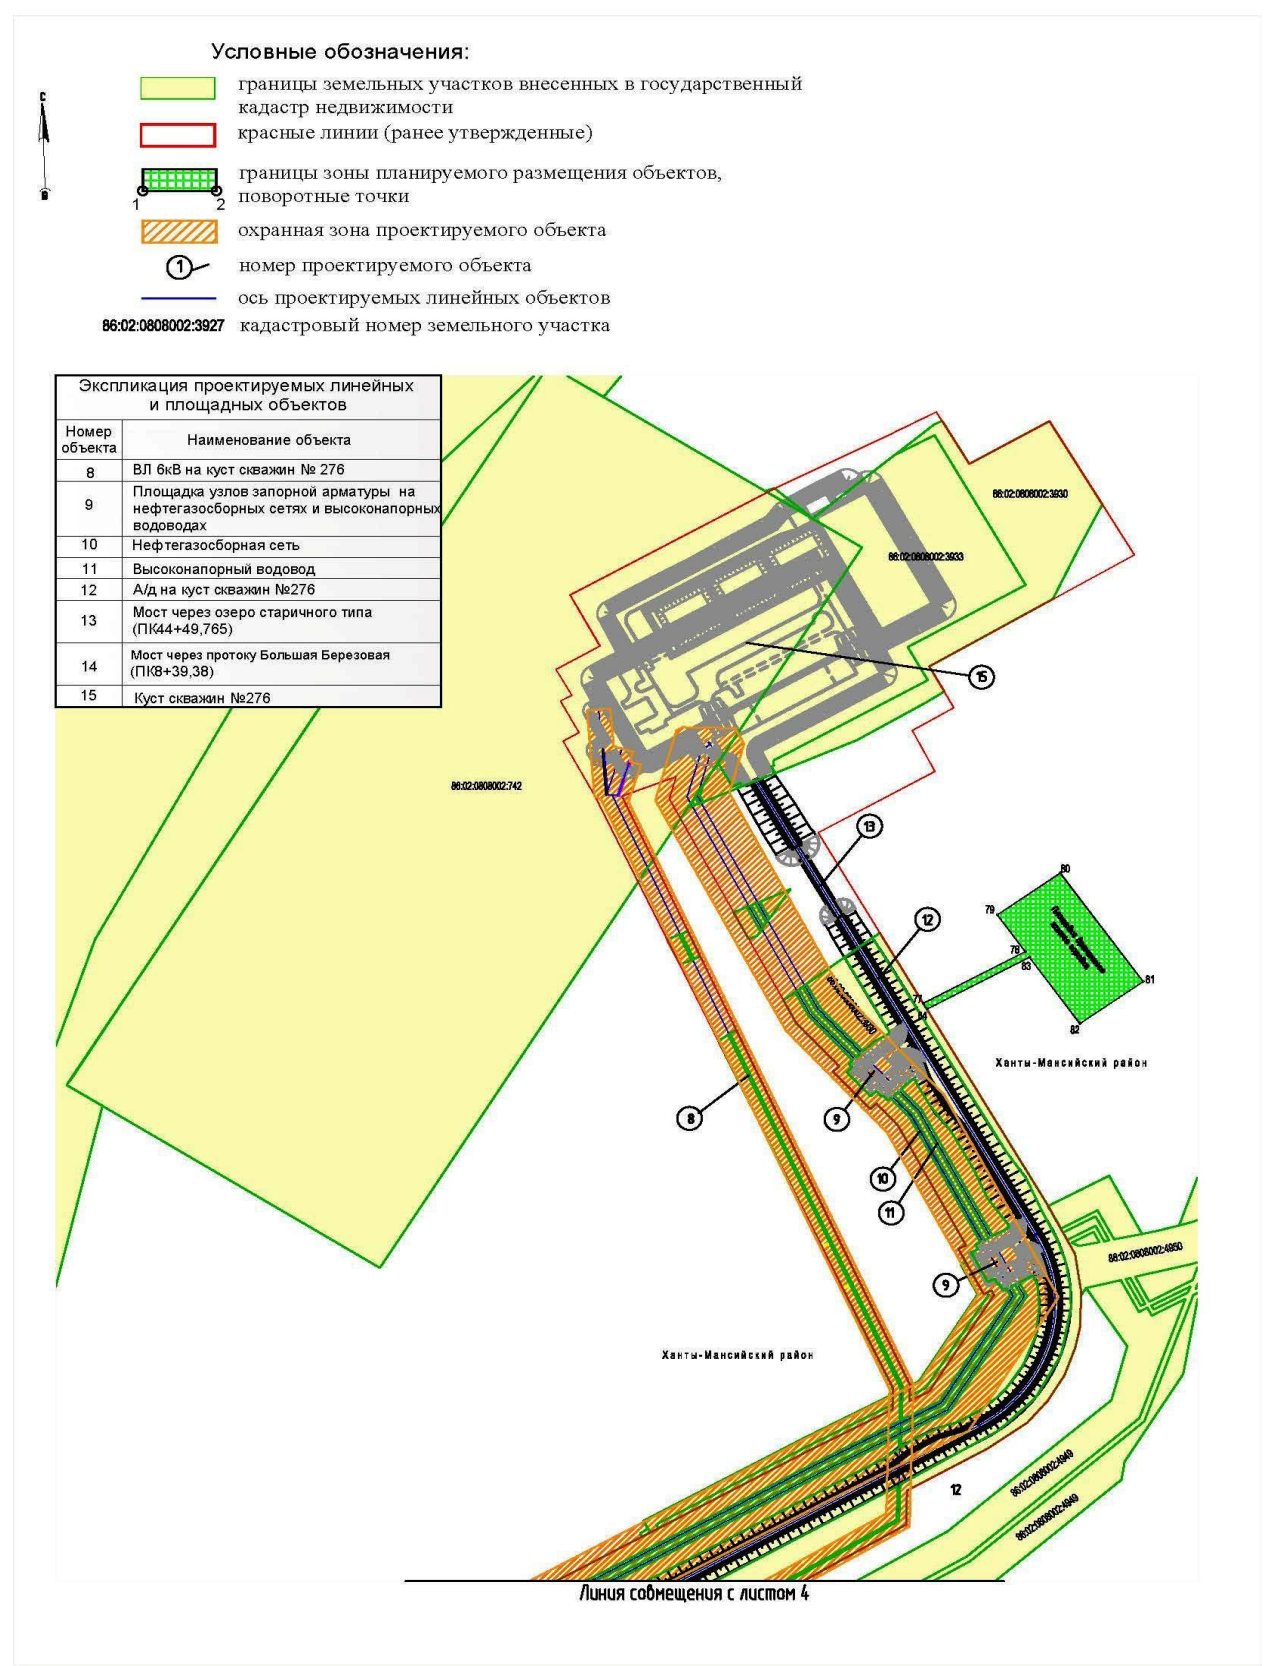 Условные обозначения:
С
границы земельных участков внесенных в государственный
кадастр недвижимости
красные линии (ранее утвержденные)
границы зоны планируемого размещения объектов,
поворотные точки
1 2
охранная зона проектируемого объекта
1 номер проектируемого объекта
ось проектируемых линейных объектов
86:02:0808002:3927 кадастровый номер земельного участка
Экспликация проектируемых линейных
и площадных объектов
Номер
объекта
Наименование объекта
8 ВЛ 6кВ на куст скважин № 276
9 Площадка узлов запорной арматуры на
нефтегазосборных сетях и высоконапорных
водоводах
10 Нефтегазосборная сеть
11 Высоконапорный водовод
12 А/д на куст скважин №276
13 Мост через озеро старичного типа
(ПК44+49,765)
14 Мост через протоку Большая Березовая
(ПК8+39,38)
15 Куст скважин №276
86:02:0808002:3930
86:02:0808002:3933
15
86:02:0808002:742
13
80
79
12
78
83
81
77
84
82
Ханты-Мансийский район
8
9
10
11
86:02:0808002:4950
9
Ханты-Мансийский район
86:02:0808002:4949
12
86:02:0808002:4949
Линия совмещения с листом 4